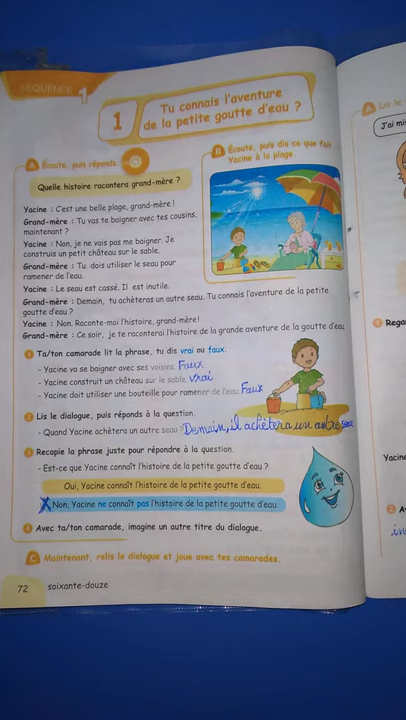 SÉQUENCE 1
1
Tu connais l'aventure
de la petite goutte d'eau ?
A Écoute, puis réponds.
Quelle histoire racontera grand-mère ?
B Écoute, puis dis ce que fait
Yacine à la plage.
Yacine : C'est une belle plage, grand-mère !
Grand-mère : Tu vas te baigner avec tes cousins,
maintenant ?
Yacine : Non, je ne vais pas me baigner. Je
construis un petit château sur le sable.
Grand-mère : Tu dois utiliser le seau pour
ramener de l'eau.
Yacine : Le seau est cassé. Il est inutile.
Grand-mère : Demain, tu achèteras un autre seau. Tu connais l'aventure de la petite
goutte d'eau ?
Yacine : Non. Raconte-moi l'histoire, grand-mère !
Grand-mère : Ce soir, je te raconterai l'histoire de la grande aventure de la goutte d'eau.
1 Ta/ton camarade lit la phrase, tu dis vrai ou faux.
- Yacine va se baigner avec ses voisins. Faux
- Yacine construit un château sur le sable. vrai
- Yacine doit utiliser une bouteille pour ramener de l'eau. Faux
2 Lis le dialogue, puis réponds à la question.
- Quand Yacine achètera un autre seau ? Demain, il achètera un autre seau
3 Recopie la phrase juste pour répondre à la question.
- Est-ce que Yacine connaît l'histoire de la petite goutte d'eau ?
Oui, Yacine connaît l'histoire de la petite goutte d'eau.
X Non, Yacine ne connaît pas l'histoire de la petite goutte d'eau.
4 Avec ta/ton camarade, imagine un autre titre du dialogue.
C Maintenant, relis le dialogue et joue avec tes camarades.
72 soixante-douze
A Lis le
J'ai mi
1 Rega
Yacine
2 A
in